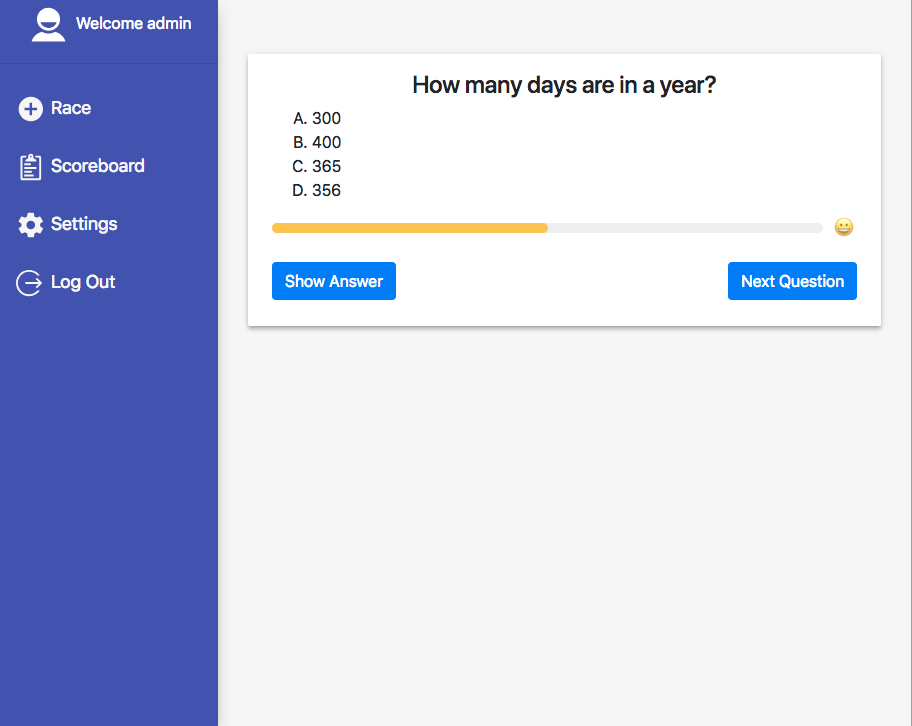 Welcome admin
Race
Scoreboard
Settings
Log Out
How many days are in a year?
A. 300
B. 400
C. 365
D. 356
Show Answer
Next Question